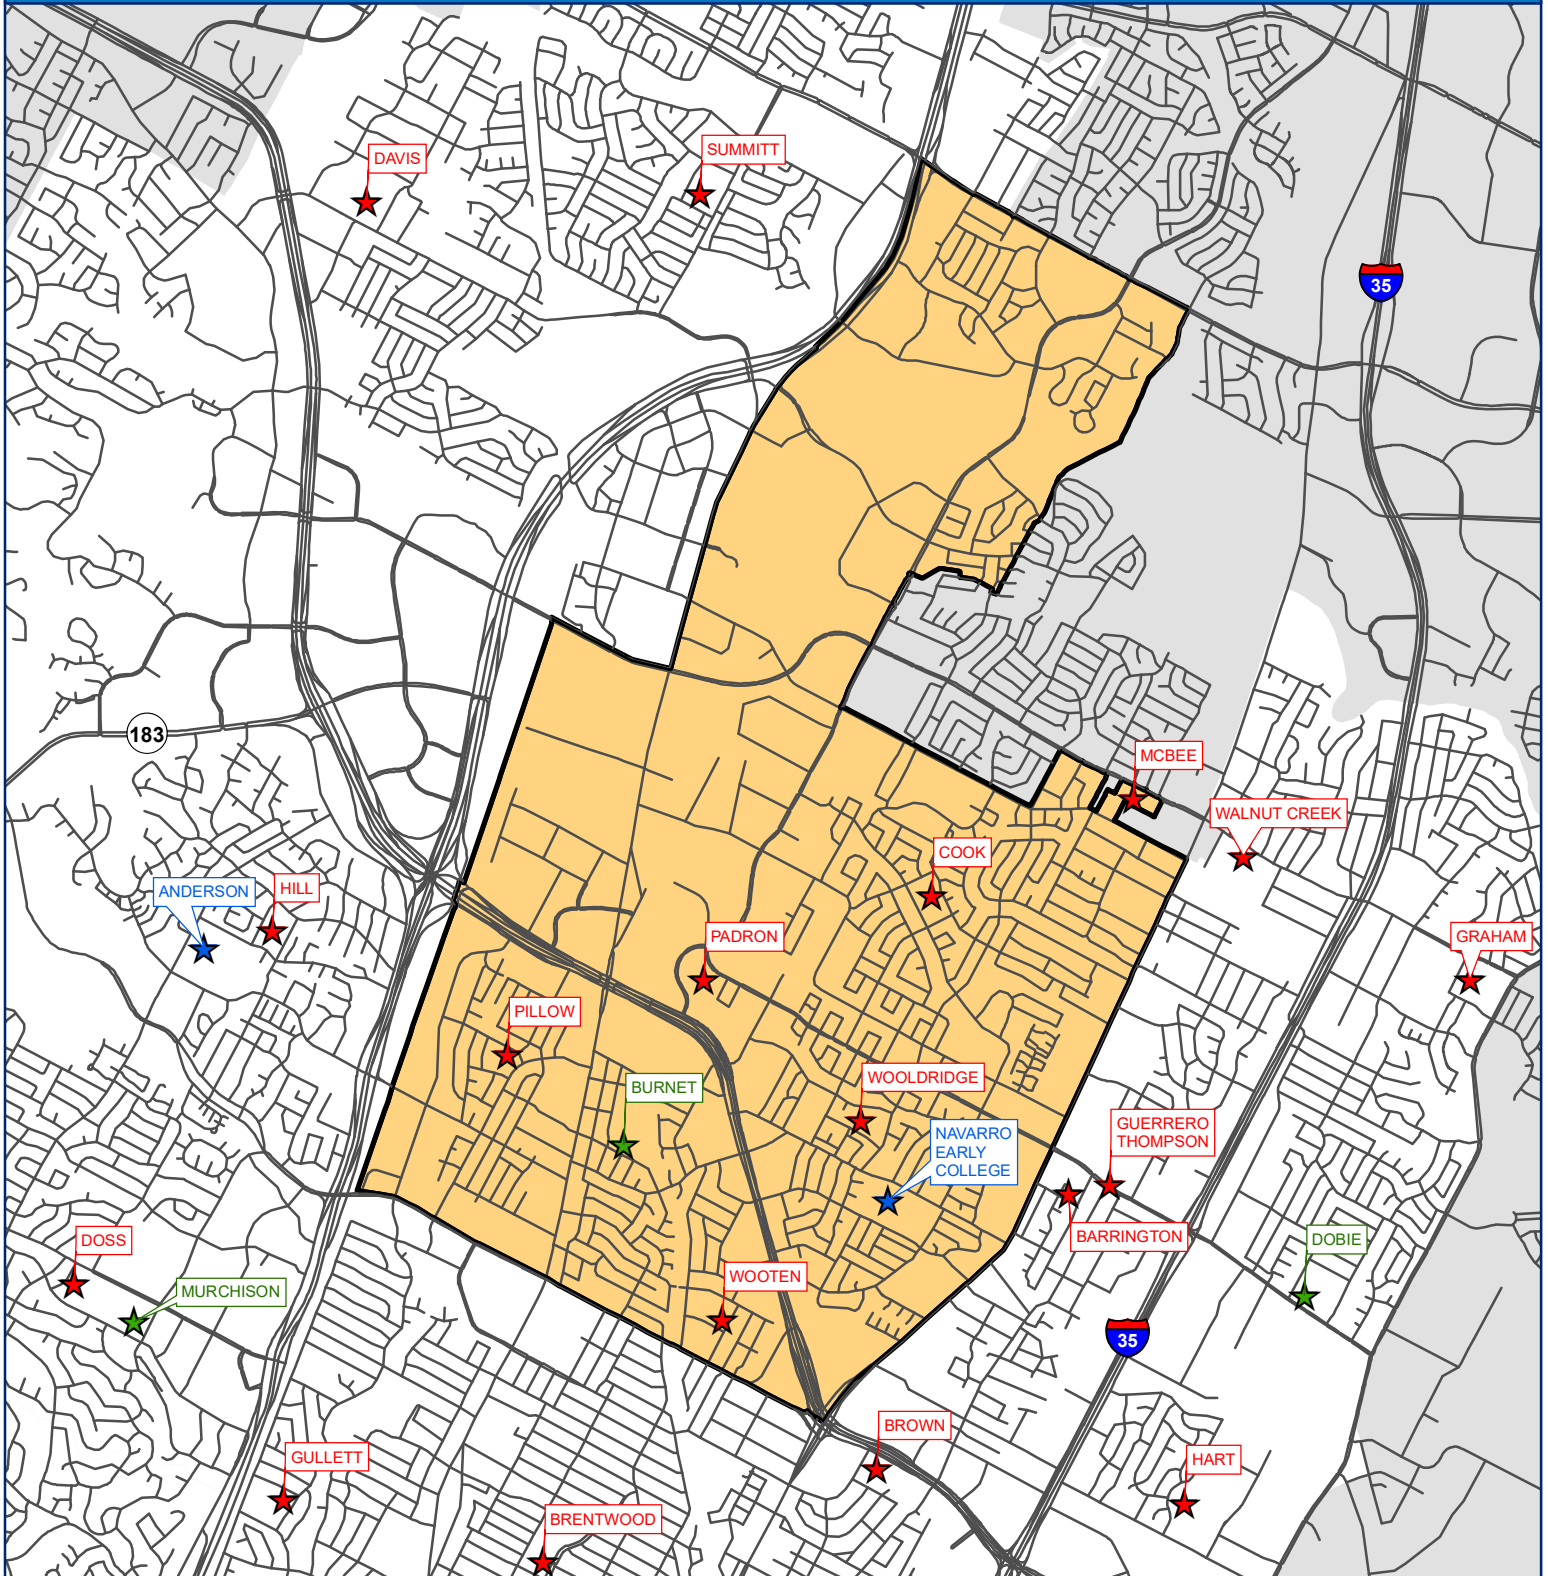 SUMMITT
DAVIS
35
183
MCBEE
WALNUT CREEK
COOK
HILL
ANDERSON
PADRON
GRAHAM
PILLOW
WOOLDRIDGE
BURNET
GUERRERO
THOMPSON
NAVARRO
EARLY
COLLEGE
BARRINGTON
DOSS
DOBIE
WOOTEN
MURCHISON
35
BROWN
GULLETT
HART
BRENTWOOD